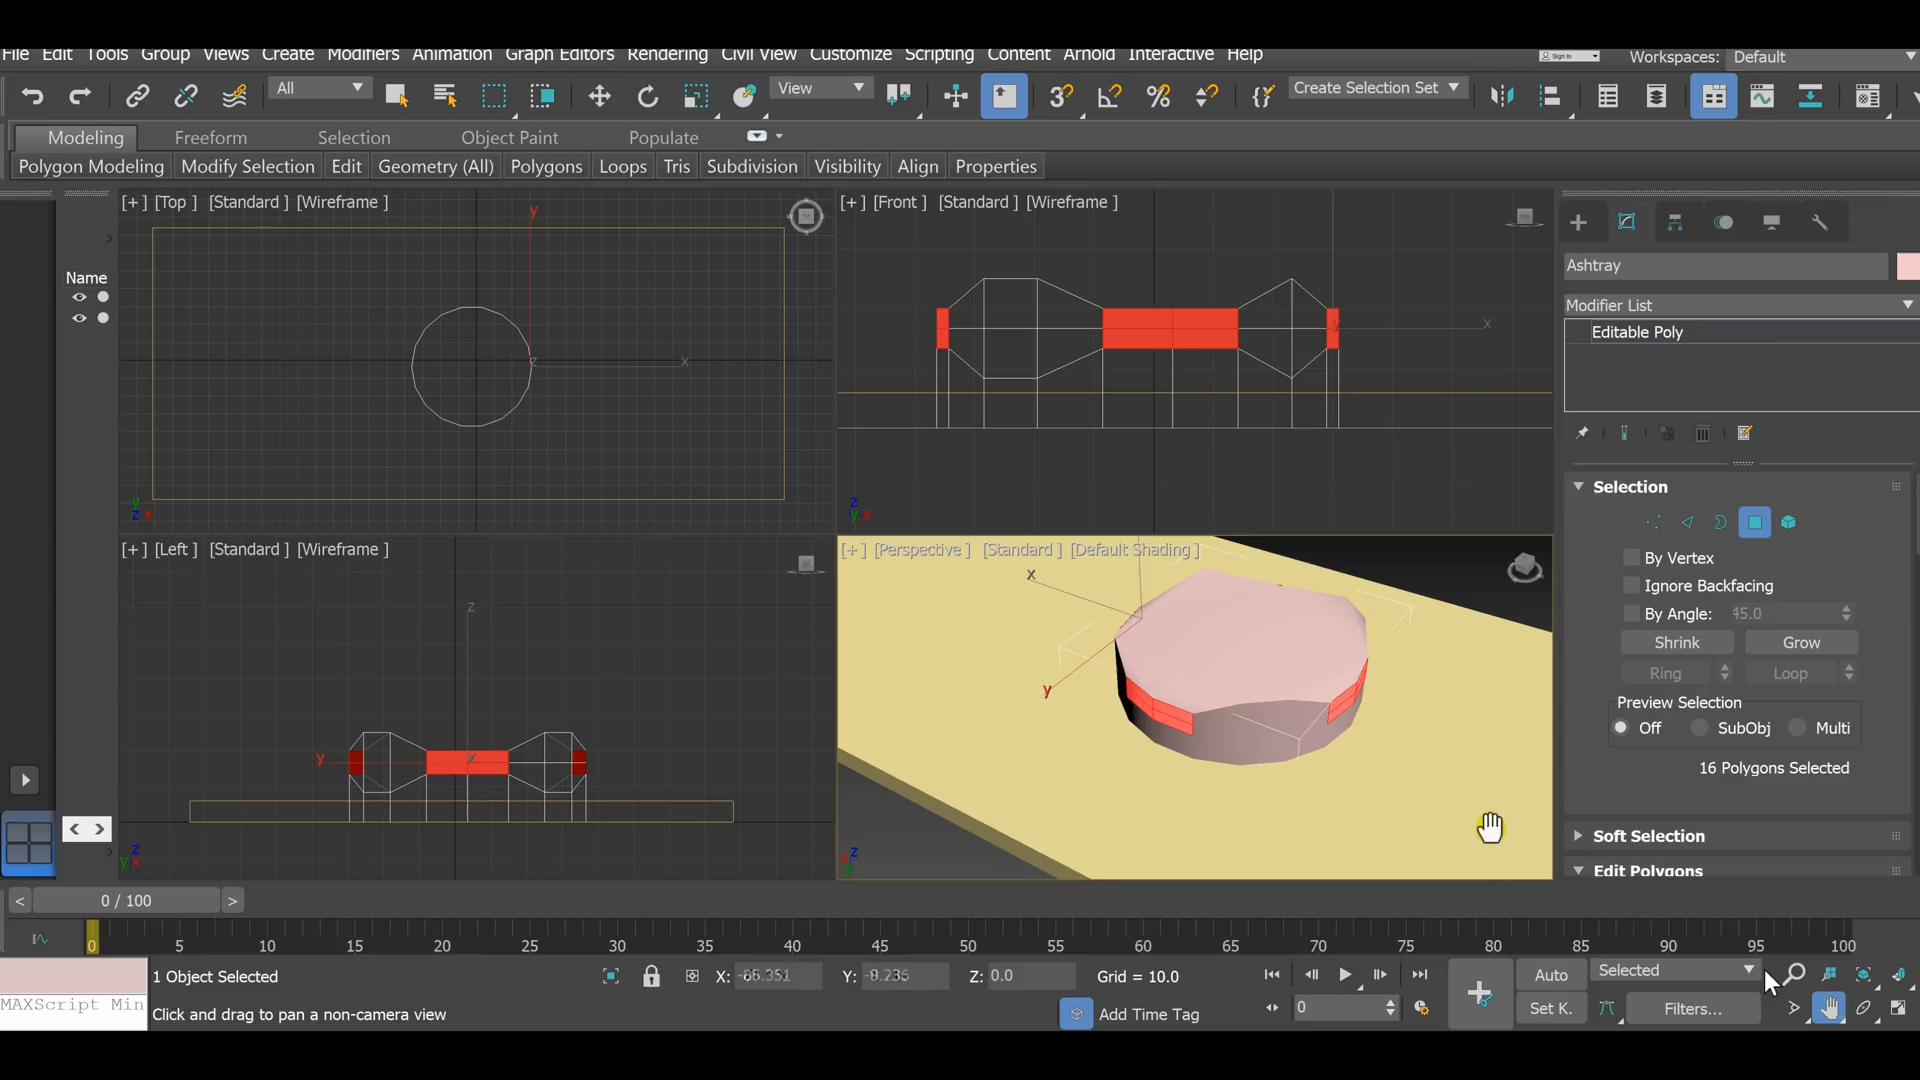 File Edit Tools Group Views Create Modifiers Animation Graph Editors Rendering Civil View Customize Scripting Content Arnold Interactive Help
Sign In
Workspaces: Default
All
View
Create Selection Set
Modeling Freeform Selection Object Paint Populate
Polygon Modeling Modify Selection Edit Geometry (All) Polygons Loops Tris Subdivision Visibility Align Properties
[+] [Top ] [Standard ] [Wireframe ]
[+] [Front ] [Standard ] [Wireframe ]
Name
Ashtray
Modifier List
Editable Poly
Selection
By Vertex
Ignore Backfacing
By Angle: 45.0
Shrink Grow
Ring Loop
Preview Selection
Off SubObj Multi
16 Polygons Selected
Soft Selection
Edit Polygons
[+] [Left ] [Standard ] [Wireframe ]
[+] [Perspective ] [Standard ] [Default Shading ]
y
x
z
x
y
z
y
x
x
y
< 0 / 100 >
0 5 10 15 20 25 30 35 40 45 50 55 60 65 70 75 80 85 90 95 100
1 Object Selected
X: Y: Z: 0.0 Grid = 10.0
Auto Selected
MAXScript Min
Click and drag to pan a non-camera view
Add Time Tag
0
Set K. Filters...